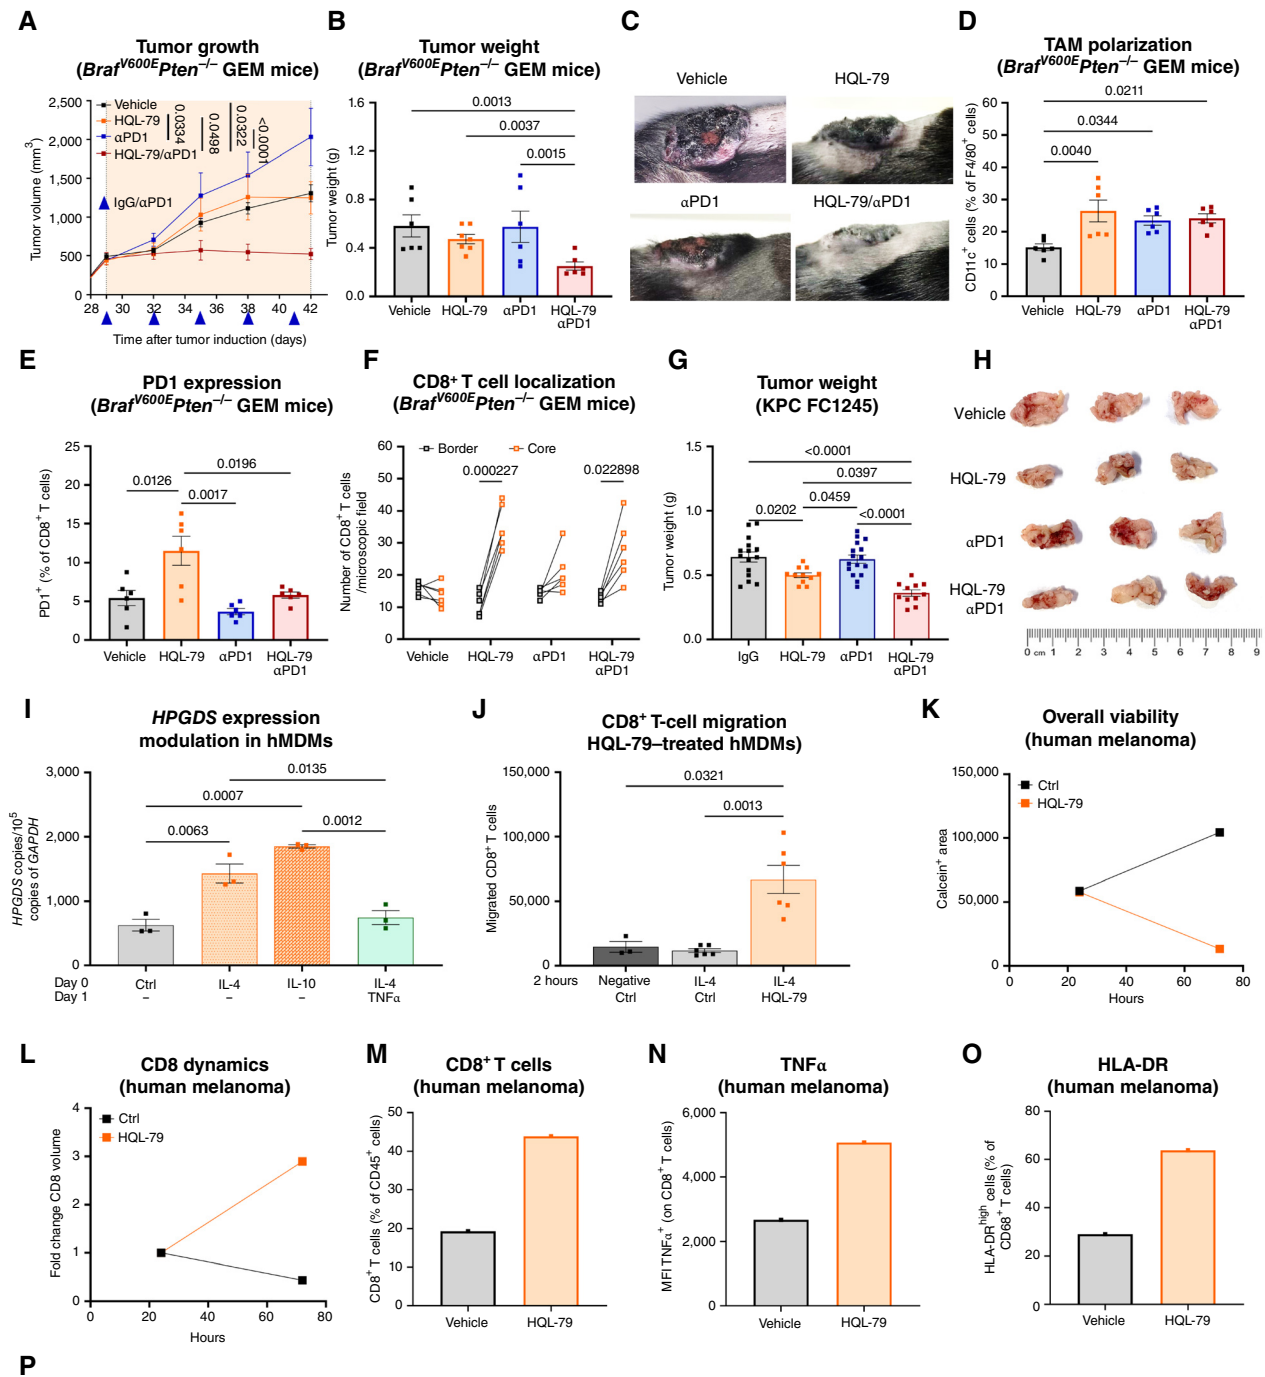 A
Tumor growth
(Braf^V600E Pten^–/– GEM mice)
2,500
2,000
1,500
1,000
500
0
Tumor volume (mm³)
Vehicle
HQL-79
αPD1
HQL-79/αPD1
IgG/αPD1
0.0334
0.0498
0.0322
<0.0001
28 30 32 34 36 38 40 42
Time after tumor induction (days)
B
Tumor weight
(Braf^V600E Pten^–/– GEM mice)
1.6
1.2
0.8
0.4
0.0
Tumor weight (g)
0.0013
0.0037
0.0015
Vehicle HQL-79 αPD1 HQL-79
αPD1
C
Vehicle HQL-79
αPD1 HQL-79/αPD1
D
TAM polarization
(Braf^V600E Pten^–/– GEM mice)
60
50
40
30
20
10
0
CD11c⁺ cells (% of F4/80⁺ cells)
0.0211
0.0344
0.0040
Vehicle HQL-79 αPD1 HQL-79
αPD1
E
PD1 expression
(Braf^V600E Pten^–/– GEM mice)
25
20
15
10
5
0
PD1⁺ (% of CD8⁺ T cells)
0.0196
0.0126
0.0017
Vehicle HQL-79 αPD1 HQL-79
αPD1
F
CD8⁺ T cell localization
(Braf^V600E Pten^–/– GEM mice)
60
50
40
30
20
10
0
Number of CD8⁺ T cells
/microscopic field
Border Core
0.000227 0.022898
Vehicle HQL-79 αPD1 HQL-79
αPD1
G
Tumor weight
(KPC FC1245)
1.5
1.0
0.5
0.0
Tumor weight (g)
<0.0001
0.0397
0.0459
0.0202 <0.0001
IgG HQL-79 αPD1 HQL-79
αPD1
H
Vehicle
HQL-79
αPD1
HQL-79
αPD1
0 cm 1 2 3 4 5 6 7 8 9
I
HPGDS expression
modulation in hMDMs
3,000
2,000
1,000
0
HPGDS copies/10⁵
copies of GAPDH
0.0135
0.0007
0.0063 0.0012
Day 0 Ctrl IL-4 IL-10 IL-4
Day 1 – – – TNFα
J
CD8⁺ T-cell migration
HQL-79–treated hMDMs)
150,000
100,000
50,000
0
Migrated CD8⁺ T cells
0.0321
0.0013
2 hours Negative IL-4 IL-4
Ctrl Ctrl HQL-79
K
Overall viability
(human melanoma)
150,000
100,000
50,000
0
Calcein⁺ area
Ctrl
HQL-79
0 20 40 60 80
Hours
L
CD8 dynamics
(human melanoma)
4
3
2
1
0
Fold change CD8 volume
Ctrl
HQL-79
0 20 40 60 80
Hours
M
CD8⁺ T cells
(human melanoma)
50
40
30
20
10
0
CD8⁺ T cells (% of CD45⁺ cells)
Vehicle HQL-79
N
TNFα
(human melanoma)
6,000
4,000
2,000
0
MFI TNFα⁺ (on CD8⁺ T cells)
Vehicle HQL-79
O
HLA-DR
(human melanoma)
80
60
40
20
0
HLA-DR^high cells (% of
CD68⁺ T cells)
Vehicle HQL-79
P